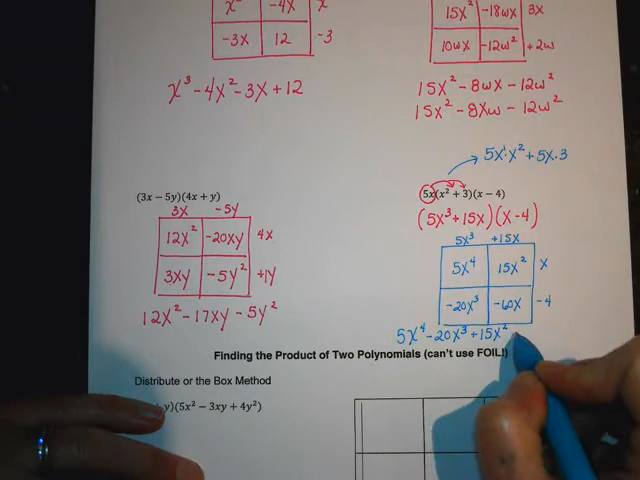 x² -4x x
-3x 12 -3
x³ - 4x² - 3x + 12
15x² -18wx 3x
10wx -12w² +2w
15x² - 8wx - 12w²
15x² - 8xw - 12w²
5x¹·x² + 5x·3
(3x − 5y)(4x + y)
3x -5y
12x² -20xy 4x
3xy -5y² +1y
12x² - 17xy - 5y²
5x(x² + 3)(x − 4)
(5x³ + 15x)(x - 4)
5x³ +15x
5x⁴ 15x² x
-20x³ -60x -4
5x⁴ - 20x³ + 15x²
Finding the Product of Two Polynomials (can't use FOIL!)
Distribute or the Box Method
y)(5x² − 3xy + 4y²)